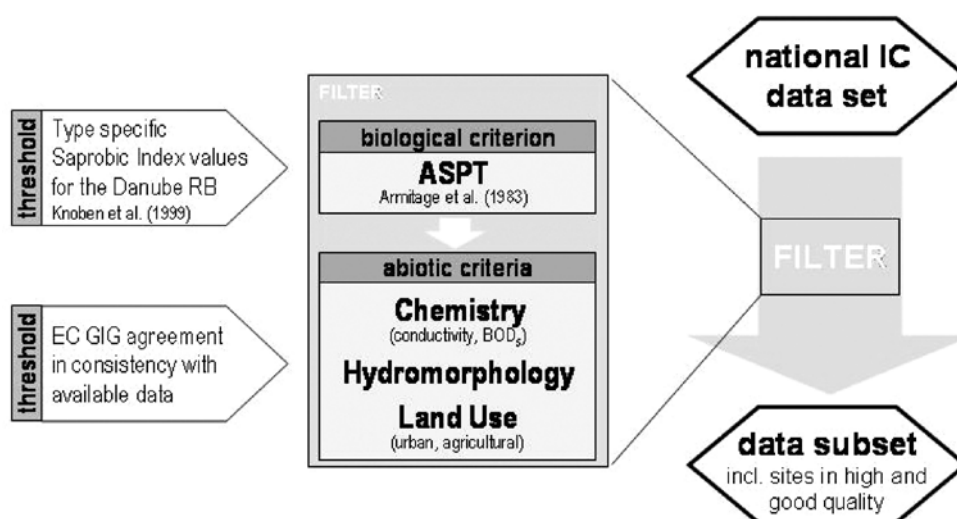 threshold
Type specific
Saprobic Index values
for the Danube RB
Knoben et al. (1999)
threshold
EC GIG agreement
in consistency with
available data
FILTER
biological criterion
ASPT
Armitage et al. (1983)
abiotic criteria
Chemistry
(conductivity, BOD₅)
Hydromorphology
Land Use
(urban, agricultural)
national IC
data set
FILTER
data subset
incl. sites in high and
good quality